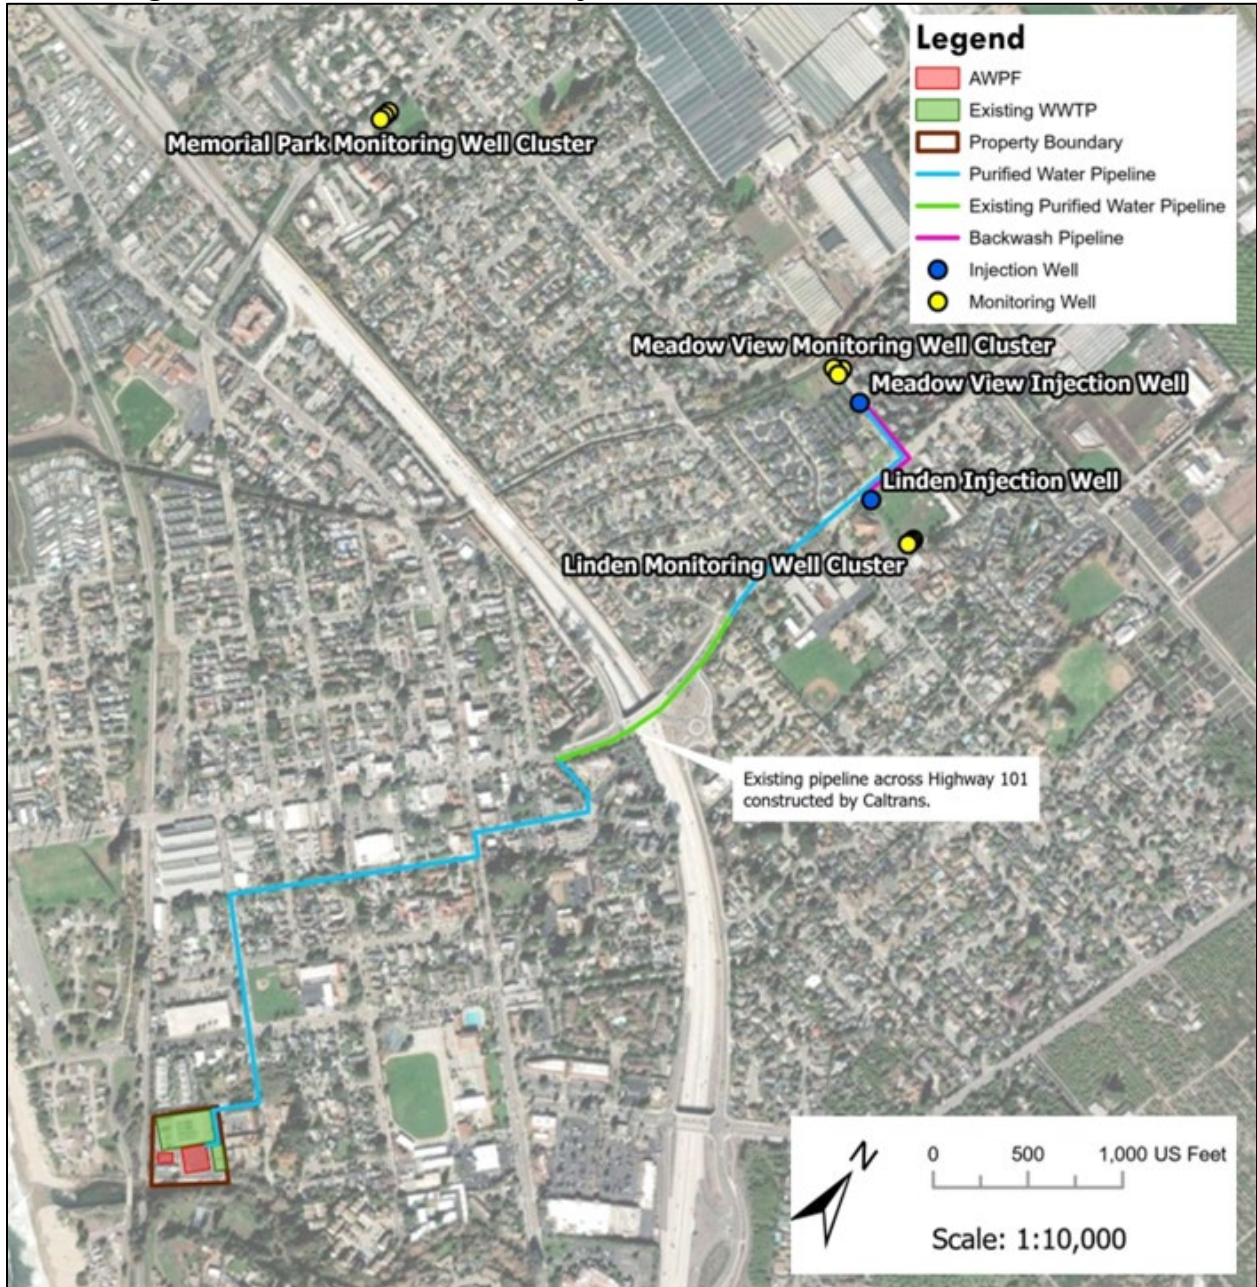 Legend
AWPF
Existing WWTP
Property Boundary
Purified Water Pipeline
Existing Purified Water Pipeline
Backwash Pipeline
Injection Well
Monitoring Well
Memorial Park Monitoring Well Cluster
Meadow View Monitoring Well Cluster
Meadow View Injection Well
Linden Injection Well
Linden Monitoring Well Cluster
Existing pipeline across Highway 101
constructed by Caltrans.
N
0 500 1,000 US Feet
Scale: 1:10,000